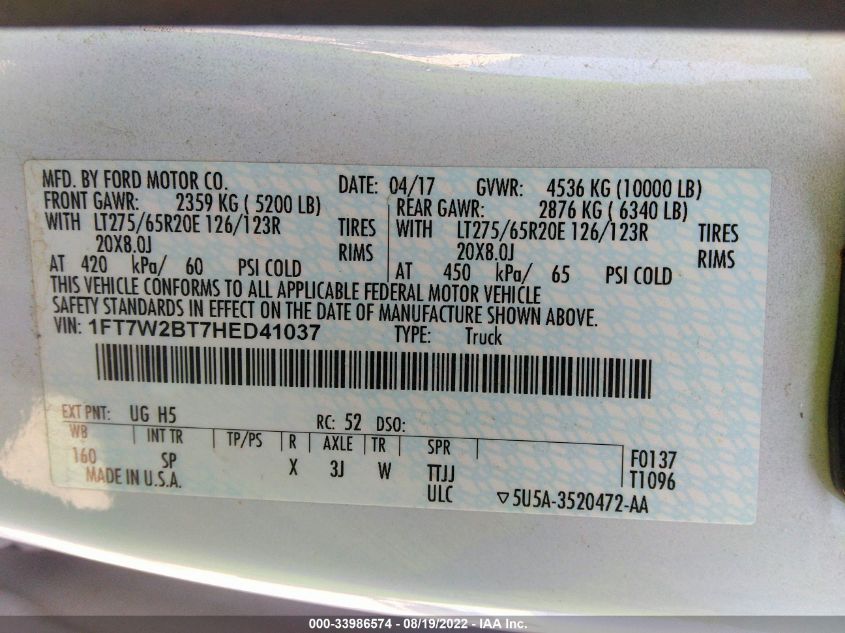 MFD. BY FORD MOTOR CO. DATE: 04/17 GVWR: 4536 KG (10000 LB)
FRONT GAWR: 2359 KG ( 5200 LB) REAR GAWR: 2876 KG ( 6340 LB)
WITH LT275/65R20E 126/123R TIRES WITH LT275/65R20E 126/123R TIRES
20X8.0J RIMS 20X8.0J RIMS
AT 420 kPa/ 60 PSI COLD AT 450 kPa/ 65 PSI COLD
THIS VEHICLE CONFORMS TO ALL APPLICABLE FEDERAL MOTOR VEHICLE
SAFETY STANDARDS IN EFFECT ON THE DATE OF MANUFACTURE SHOWN ABOVE.
VIN: 1FT7W2BT7HED41037 TYPE: Truck
EXT PNT: UG H5 RC: 52 DSO:
WB INT TR TP/PS R AXLE TR SPR F0137
160 SP X 3J W TTJJ T1096
MADE IN U.S.A. ULC ▽5U5A-3520472-AA
000-33986574 - 08/19/2022 - IAA Inc.